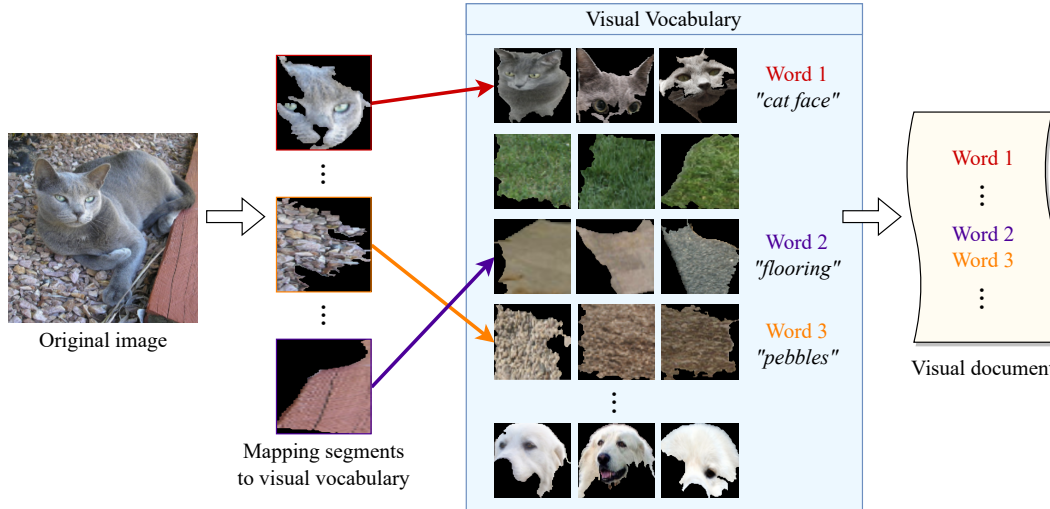 Visual Vocabulary
Word 1
"cat face"
Word 1
Word 2
"flooring"
Word 2
Word 3
Word 3
"pebbles"
Original image
Visual document
Mapping segments
to visual vocabulary